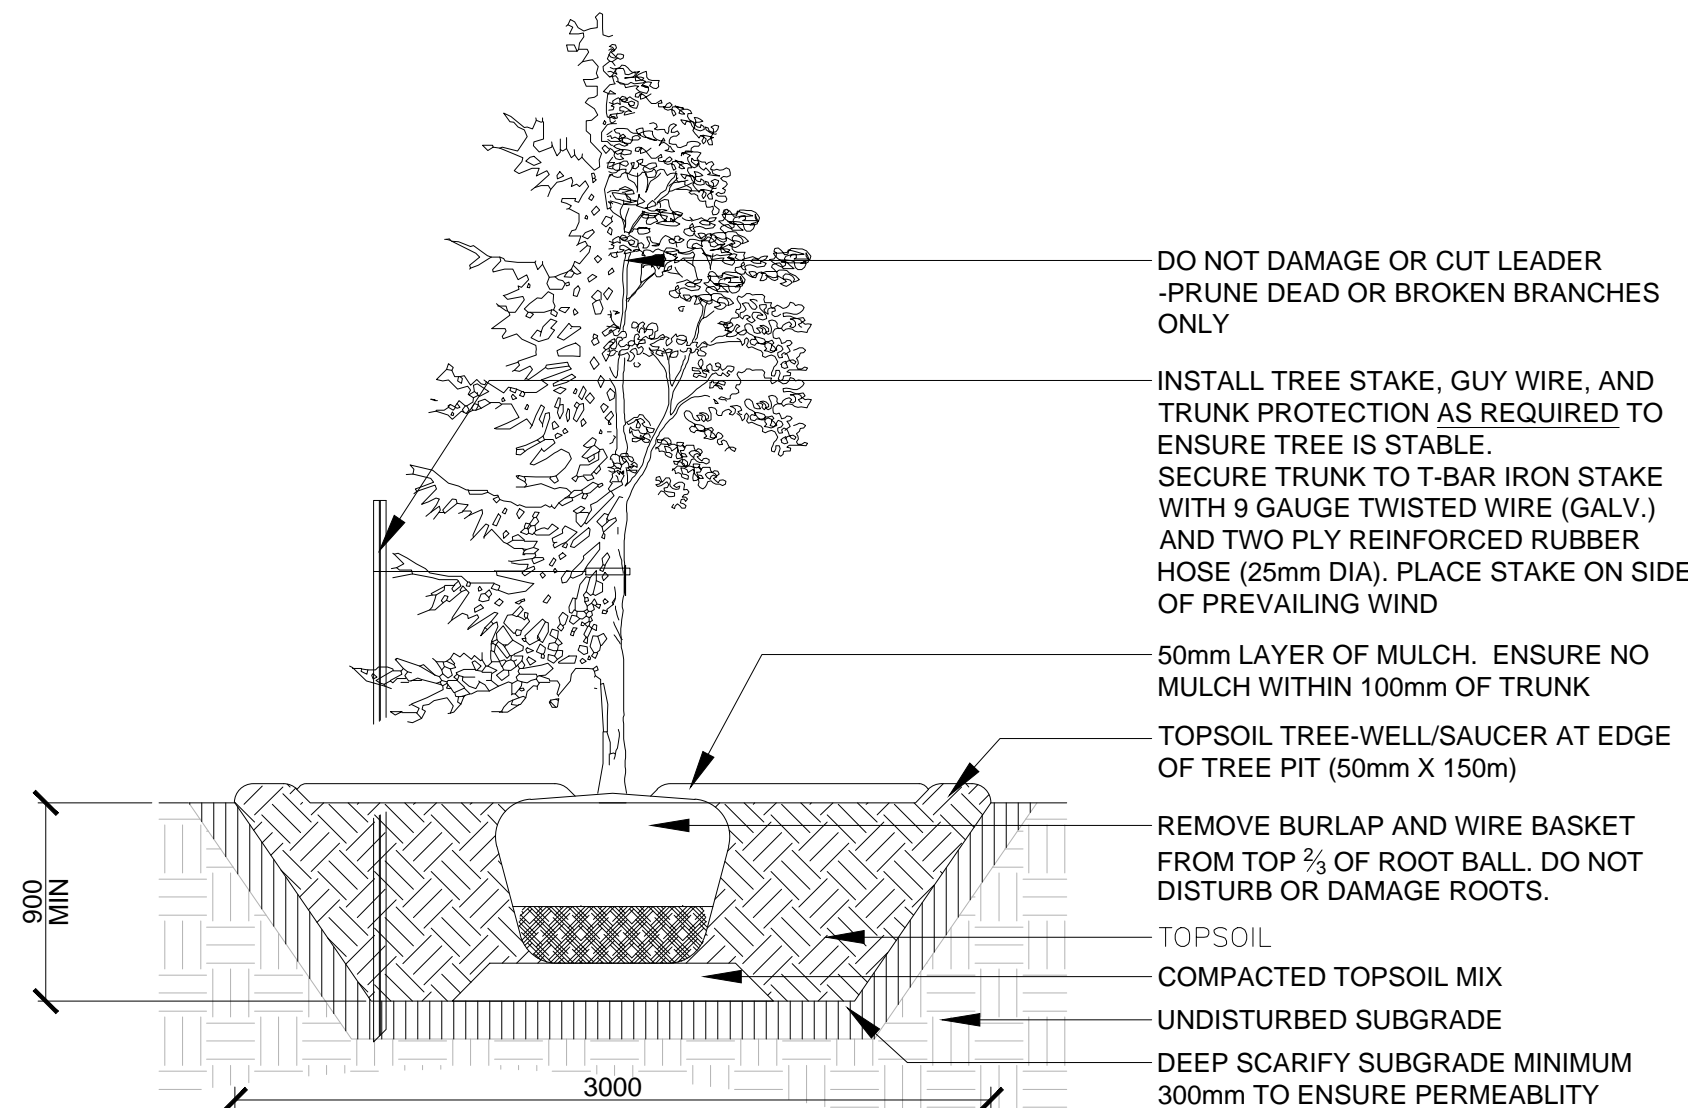 DO NOT DAMAGE OR CUT LEADER
-PRUNE DEAD OR BROKEN BRANCHES
ONLY
INSTALL TREE STAKE, GUY WIRE, AND
TRUNK PROTECTION AS REQUIRED TO
ENSURE TREE IS STABLE.
SECURE TRUNK TO T-BAR IRON STAKE
WITH 9 GAUGE TWISTED WIRE (GALV.)
AND TWO PLY REINFORCED RUBBER
HOSE (25mm DIA). PLACE STAKE ON SIDE
OF PREVAILING WIND
50mm LAYER OF MULCH. ENSURE NO
MULCH WITHIN 100mm OF TRUNK
TOPSOIL TREE-WELL/SAUCER AT EDGE
OF TREE PIT (50mm X 150m)
REMOVE BURLAP AND WIRE BASKET
FROM TOP ⅔ OF ROOT BALL. DO NOT
DISTURB OR DAMAGE ROOTS.
TOPSOIL
COMPACTED TOPSOIL MIX
UNDISTURBED SUBGRADE
DEEP SCARIFY SUBGRADE MINIMUM
300mm TO ENSURE PERMEABLITY
900
MIN
3000